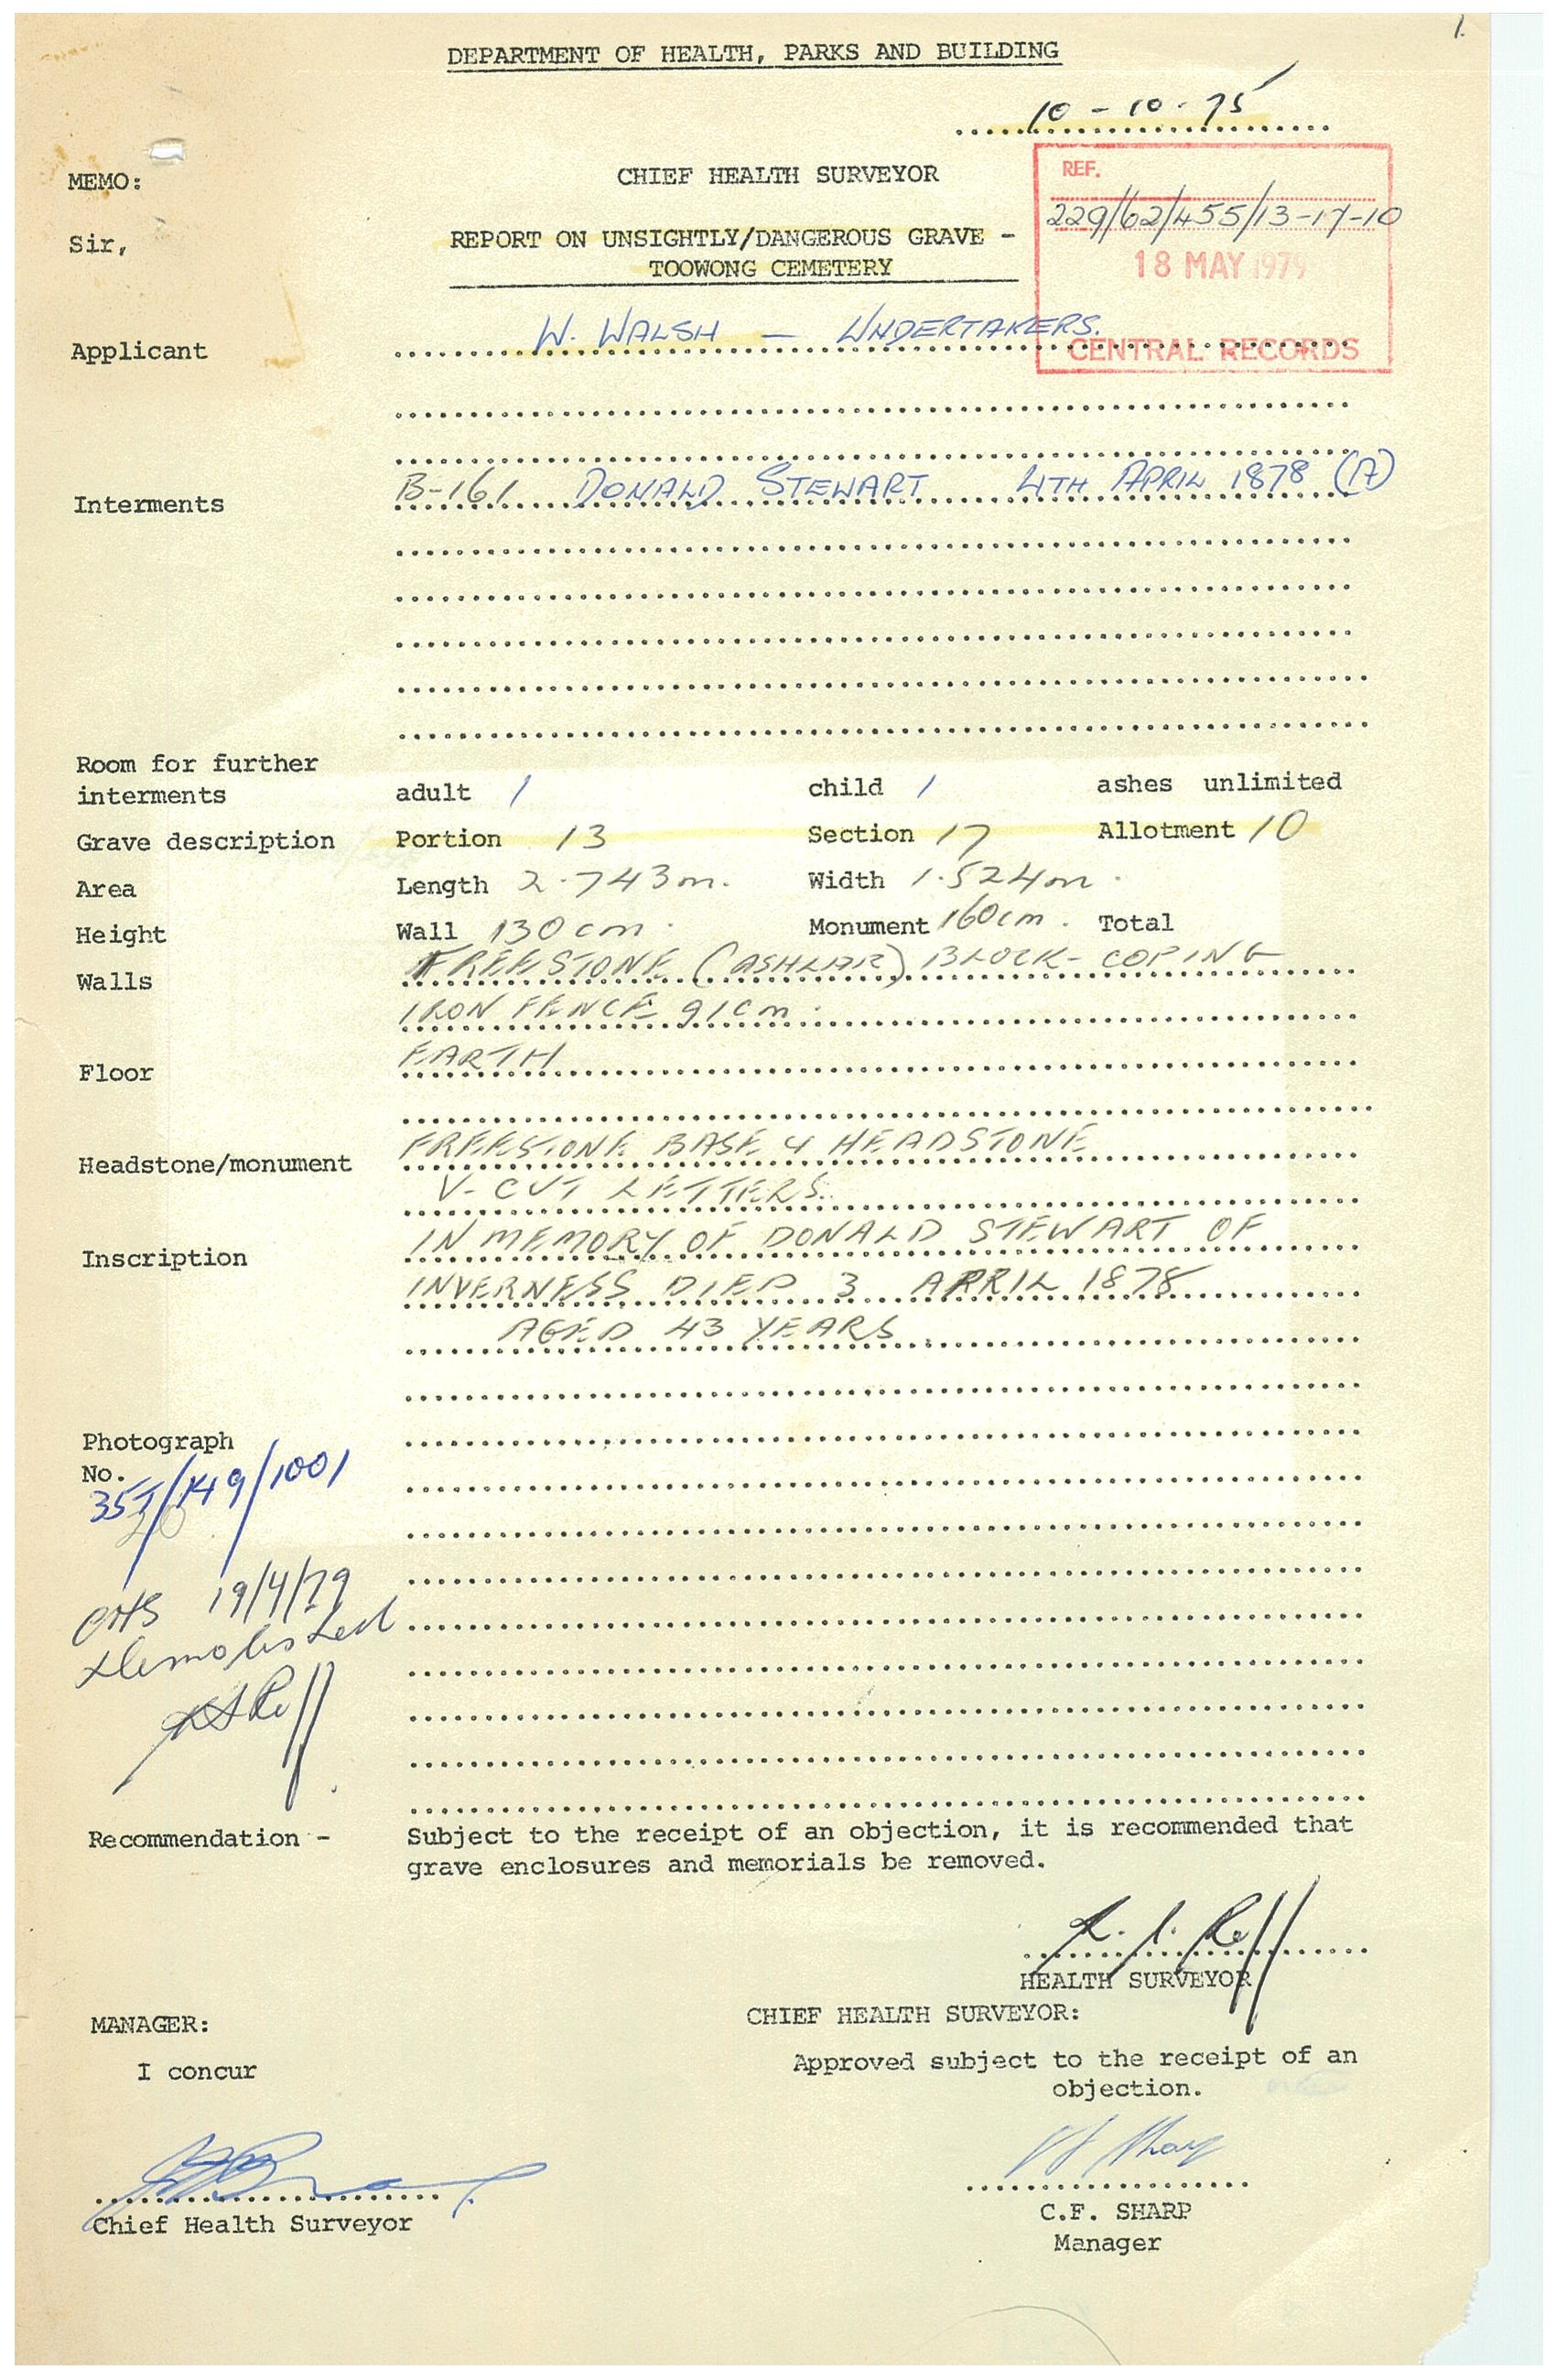 1.
DEPARTMENT OF HEALTH, PARKS AND BUILDING
10-10-75
MEMO:
CHIEF HEALTH SURVEYOR
REF.
229/62/455/13-17-10
Sir,
REPORT ON UNSIGHTLY/DANGEROUS GRAVE -
TOOWONG CEMETERY
18 MAY 1979
Applicant W. WALSH — UNDERTAKERS.
CENTRAL RECORDS
Interments B-161 DONALD STEWART 4TH APRIL 1878 (A)
Room for further
interments adult 1 child 1 ashes unlimited
Grave description Portion 13 Section 17 Allotment 10
Area Length 2.743m. Width 1.524m.
Height Wall 130cm. Monument 160cm. Total
Walls FREESTONE (ASHLAR) BLOCK-COPING
IRON FENCE 91cm.
Floor EARTH
Headstone/monument FREESTONE BASE & HEADSTONE
V-CUT LETTERS.
Inscription IN MEMORY OF DONALD STEWART OF
INVERNESS DIED 3 APRIL 1878
AGED 43 YEARS.
Photograph
No.
/149/1001
CHS 19/4/79
Demolished
Recommendation - Subject to the receipt of an objection, it is recommended that
grave enclosures and memorials be removed.
HEALTH SURVEYOR
MANAGER:
CHIEF HEALTH SURVEYOR:
I concur
Approved subject to the receipt of an
objection.
Chief Health Surveyor
C.F. SHARP
Manager